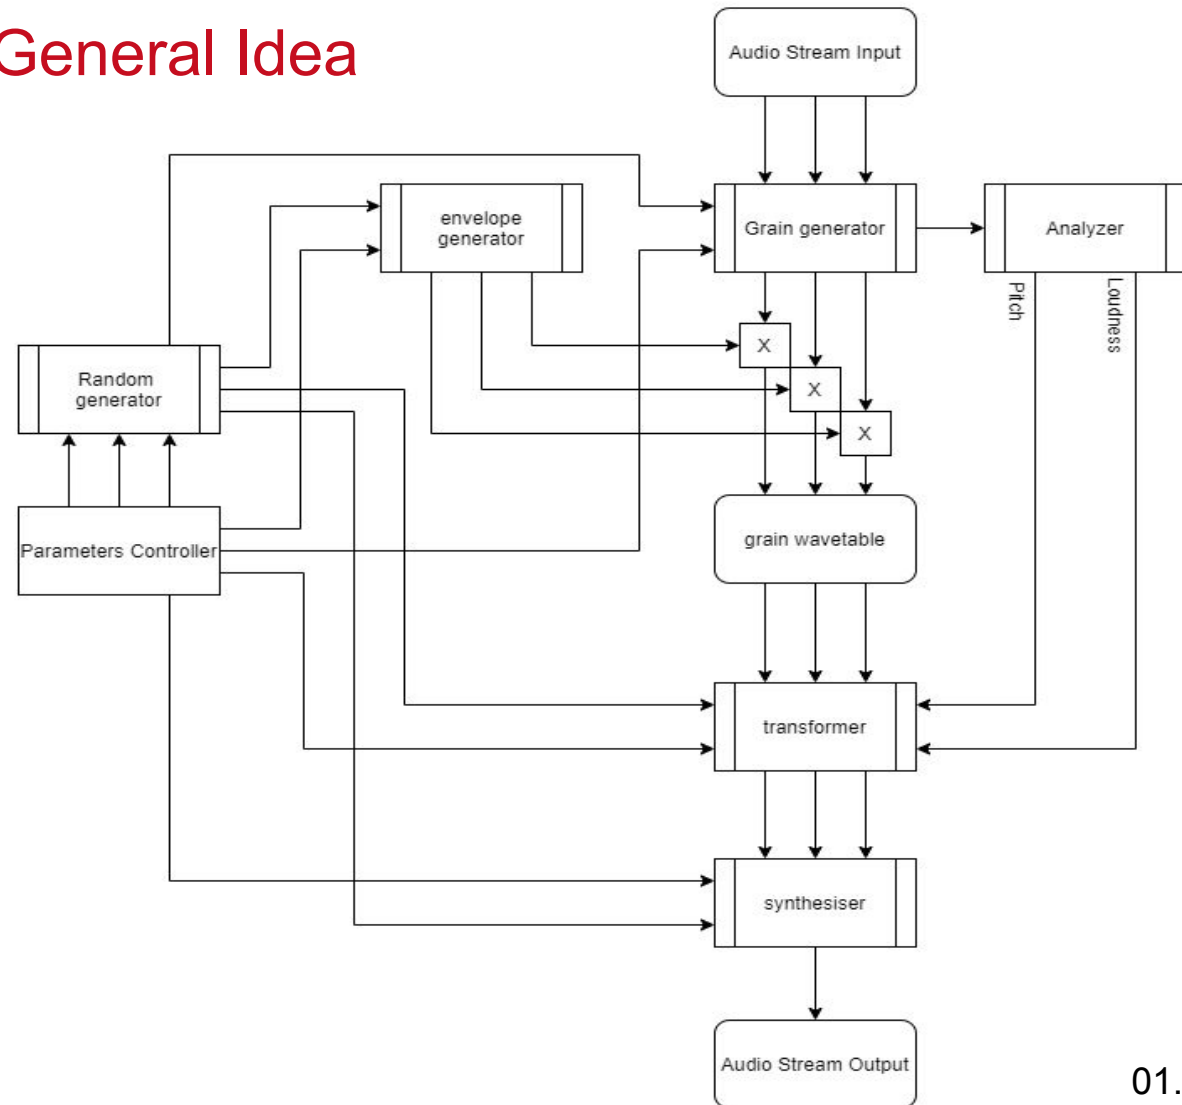 General Idea
Audio Stream Input
envelope
generator
Grain generator
Analyzer
Pitch
Loudness
X
X
X
Random
generator
Parameters Controller
grain wavetable
transformer
synthesiser
Audio Stream Output
01.